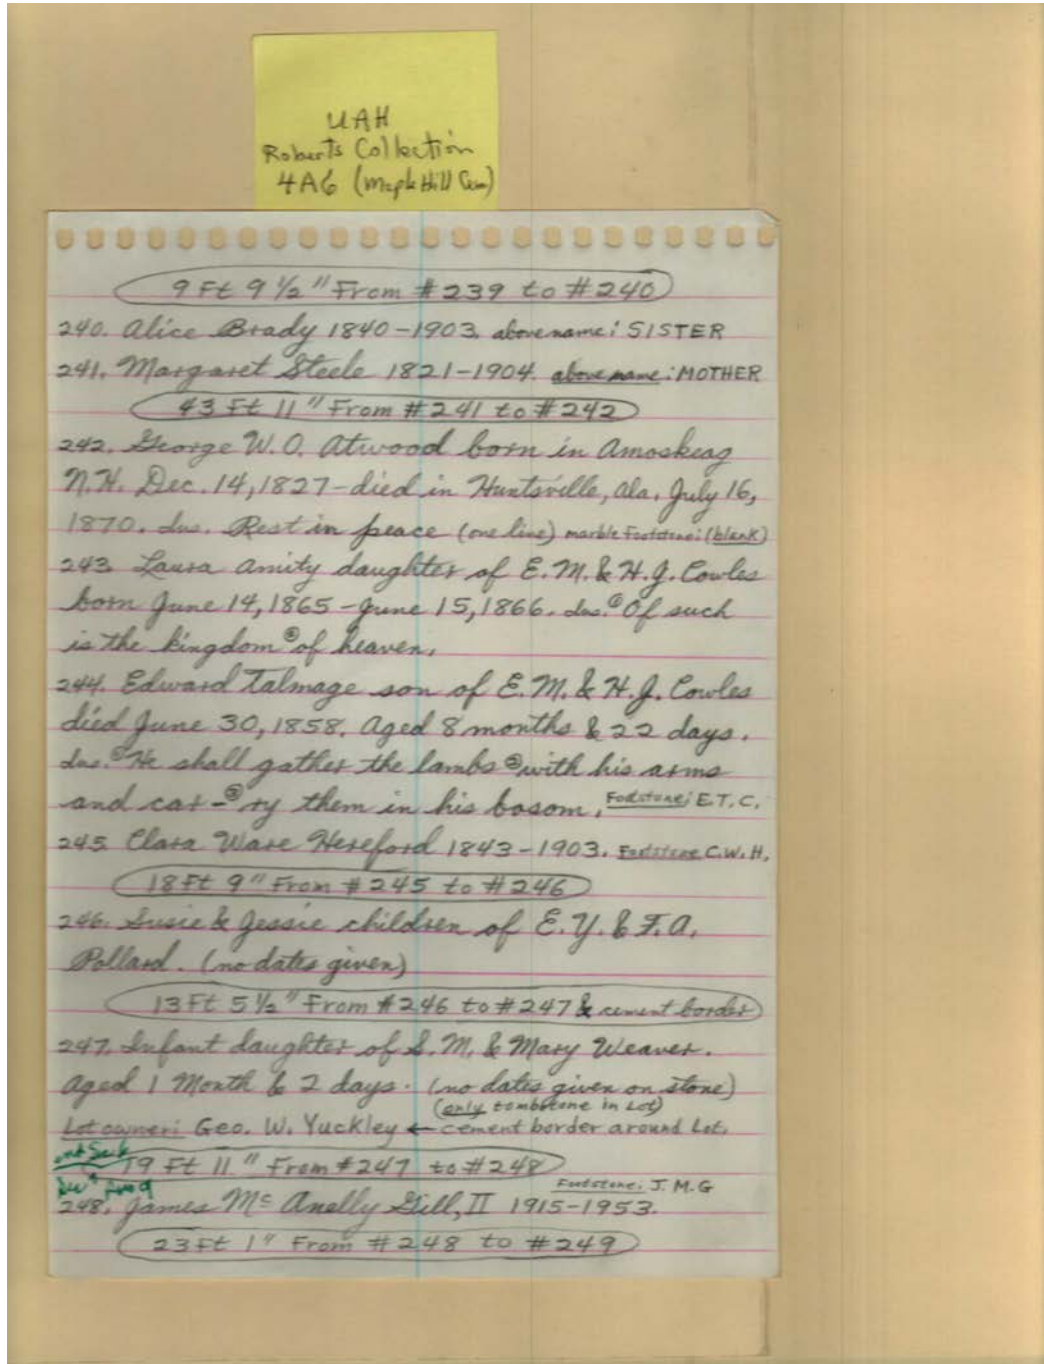 UAH
Roberts Collection
4A6 (Maple Hill Cem)
9 Ft 9 1/2 " From #239 to #240
240. Alice Brady 1840-1903. above name: SISTER
241. Margaret Steele 1821-1904. above name: MOTHER
43 Ft 11 " From #241 to #242
242. George W. O. Atwood born in Amoskeag
N.H. Dec. 14, 1827 - died in Huntsville, Ala. July 16,
1870. Ins. Rest in peace (one line) marble Footstone: (blank)
243. Laura Amity daughter of E. M. & H. J. Cowles
born June 14, 1865 - June 15, 1866. Ins. ① Of such
is the kingdom ② of heaven.
244. Edward Talmage son of E. M. & H. J. Cowles
died June 30, 1858. Aged 8 months & 22 days.
Ins. ① He shall gather the lambs ② with his arms
and car- ③ ry them in his bosom. Footstone: E.T.C.
245 Clara Ware Hereford 1843-1903. Footstone C.W.H.
18 Ft 9" From #245 to #246
246. Susie & Jessie children of E. Y. & F. A.
Pollard. (no dates given)
13 Ft 5 1/2 " From #246 to #247 & cement border
247. Infant daughter of S. M. & Mary Weaver.
Aged 1 Month & 2 days. (no dates given on stone)
(only tombstone in Lot)
Lot owner: Geo. W. Yuckley ← cement border around Lot.
19 Ft 11 " From #247 to #248
Footstone: J. M. G
248. James Mc Anelly Gill, II 1915-1953.
23 Ft 1" From #248 to #249